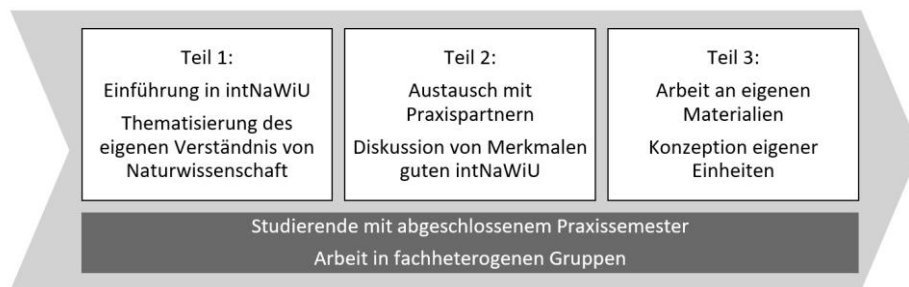 Teil 1:
Einführung in intNaWiU
Thematisierung des
eigenen Verständnis von
Naturwissenschaft
Teil 2:
Austausch mit
Praxispartnern
Diskussion von Merkmalen
guten intNaWiU
Teil 3:
Arbeit an eigenen
Materialien
Konzeption eigener
Einheiten
Studierende mit abgeschlossenem Praxissemester
Arbeit in fachheterogenen Gruppen